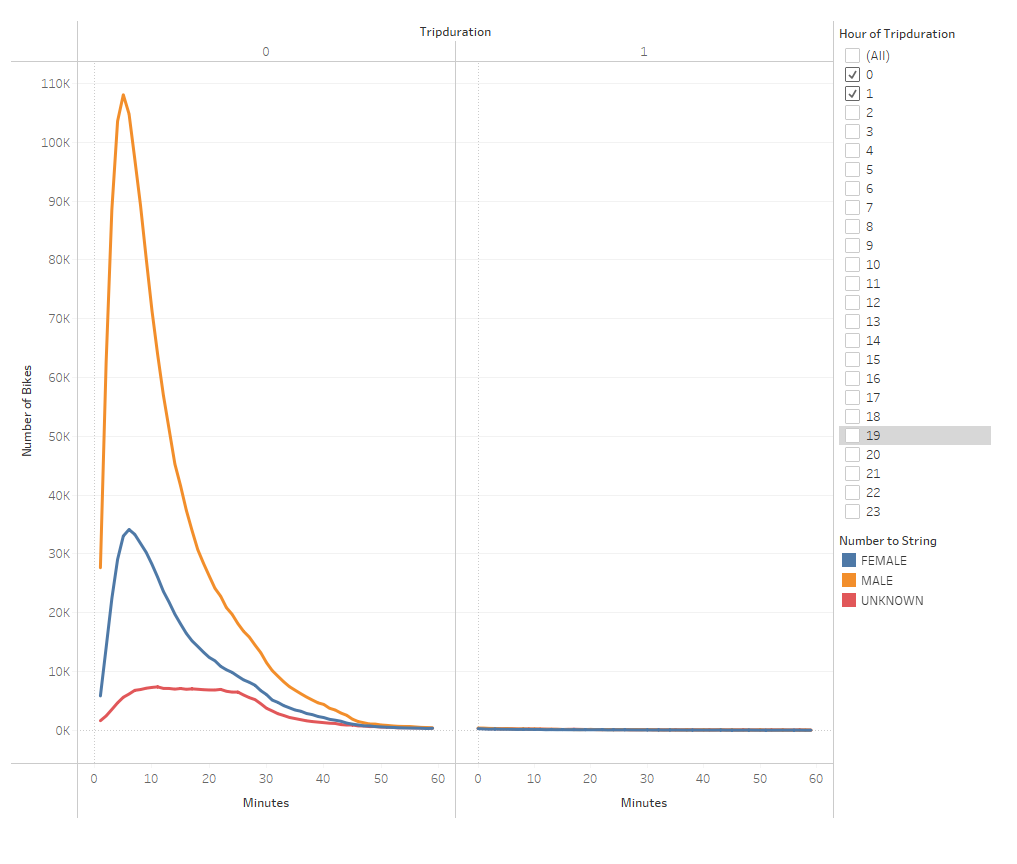 Tripduration
0 1
110K
100K
90K
80K
70K
60K
50K
40K
30K
20K
10K
0K
Number of Bikes
0 10 20 30 40 50 60 0 10 20 30 40 50 60
Minutes Minutes
Hour of Tripduration
(All)
0
1
2
3
4
5
6
7
8
9
10
11
12
13
14
15
16
17
18
19
20
21
22
23
Number to String
FEMALE
MALE
UNKNOWN